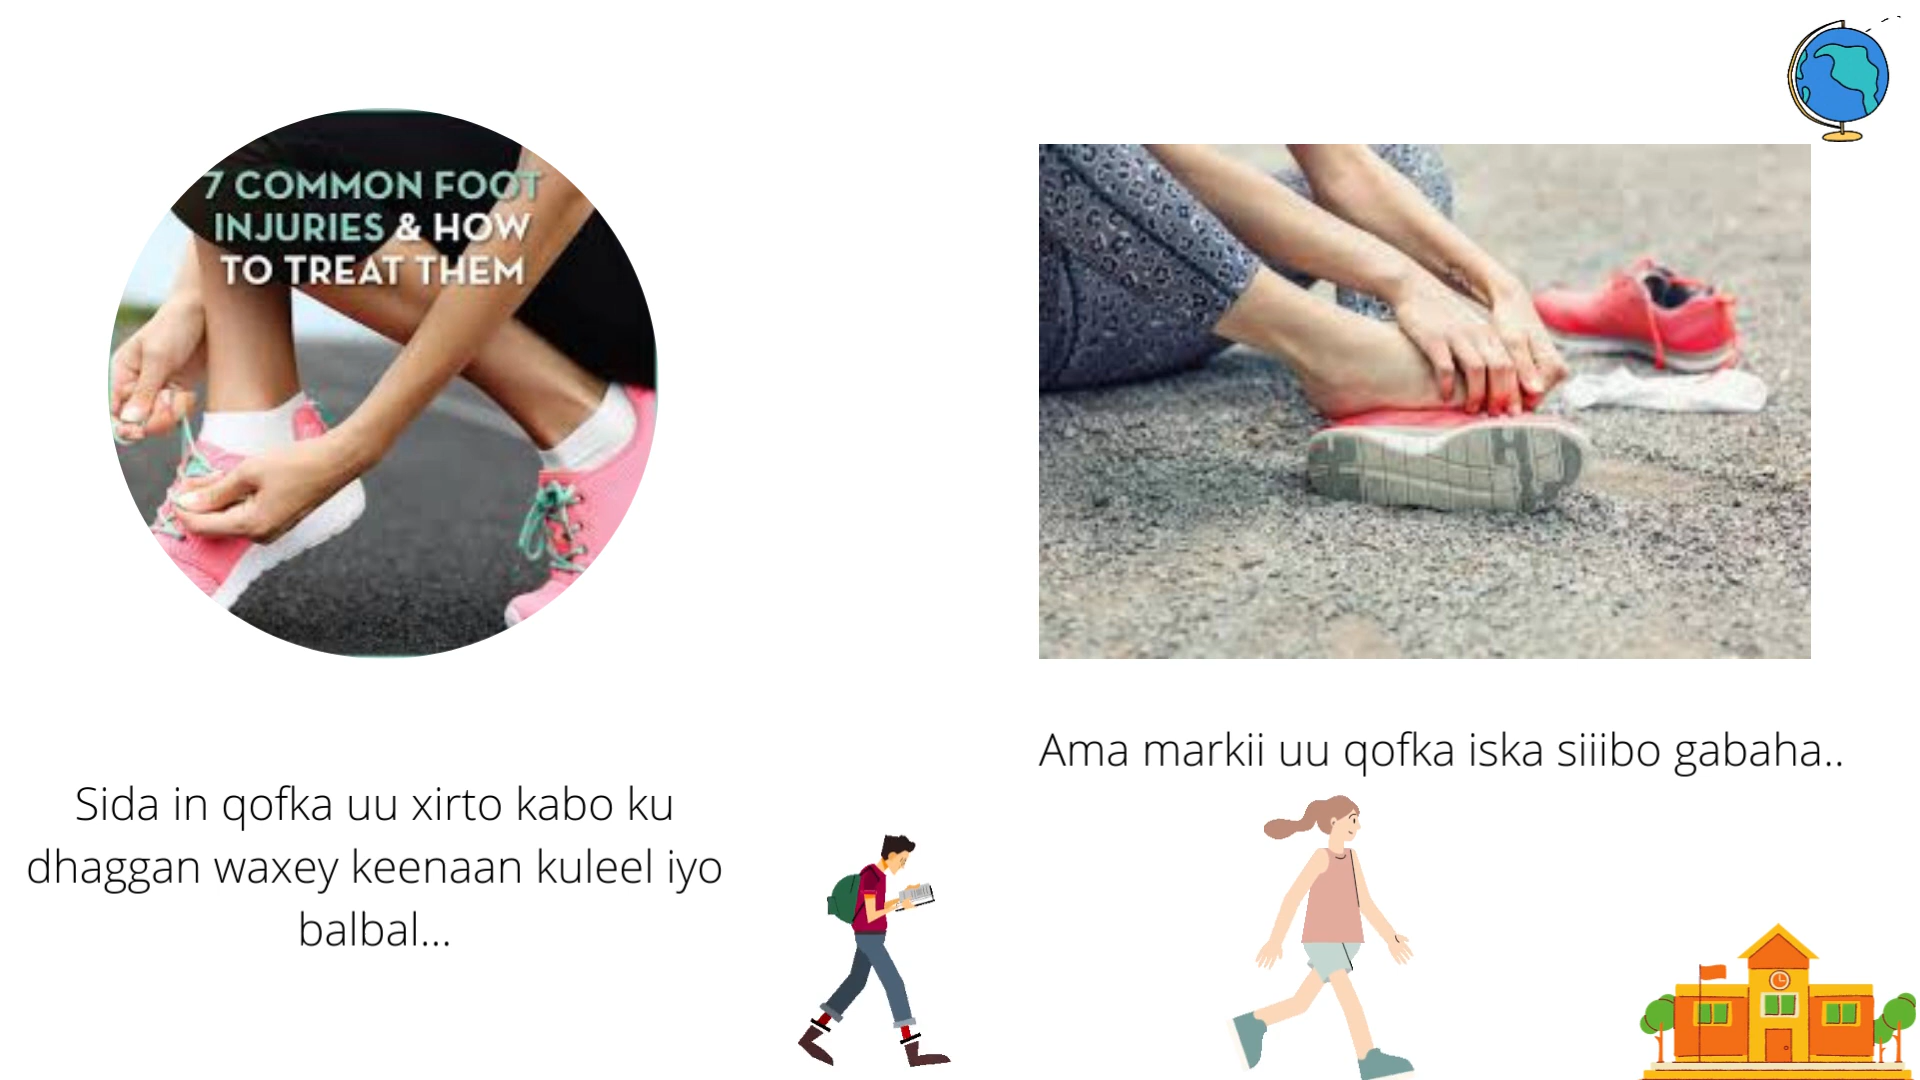 7 COMMON FOOT
INJURIES & HOW
TO TREAT THEM
Sida in qofka uu xirto kabo ku
dhaggan waxey keenaan kuleel iyo
balbal...
Ama markii uu qofka iska siiibo gabaha..